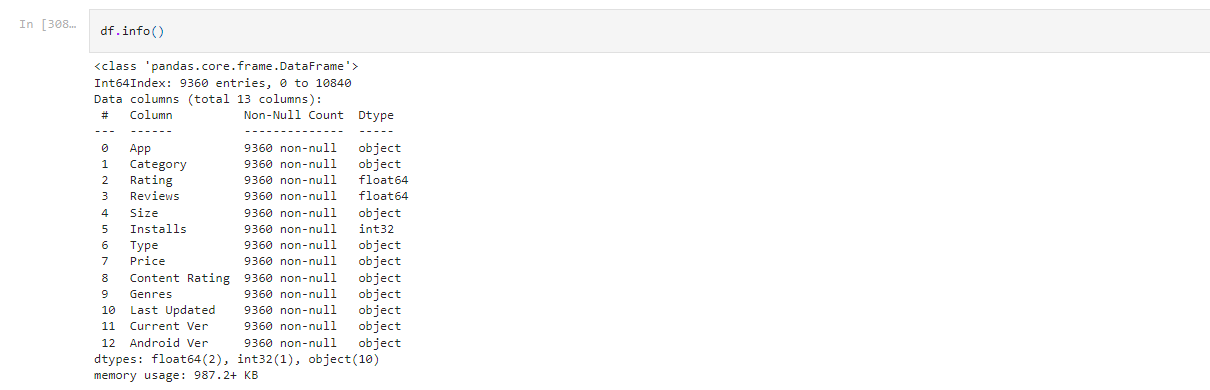 In [308…
df.info()
<class 'pandas.core.frame.DataFrame'>
Int64Index: 9360 entries, 0 to 10840
Data columns (total 13 columns):
 #   Column          Non-Null Count  Dtype
---  ------          --------------  -----
 0   App             9360 non-null   object
 1   Category        9360 non-null   object
 2   Rating          9360 non-null   float64
 3   Reviews         9360 non-null   float64
 4   Size            9360 non-null   object
 5   Installs        9360 non-null   int32
 6   Type            9360 non-null   object
 7   Price           9360 non-null   object
 8   Content Rating  9360 non-null   object
 9   Genres          9360 non-null   object
 10  Last Updated    9360 non-null   object
 11  Current Ver     9360 non-null   object
 12  Android Ver     9360 non-null   object
dtypes: float64(2), int32(1), object(10)
memory usage: 987.2+ KB